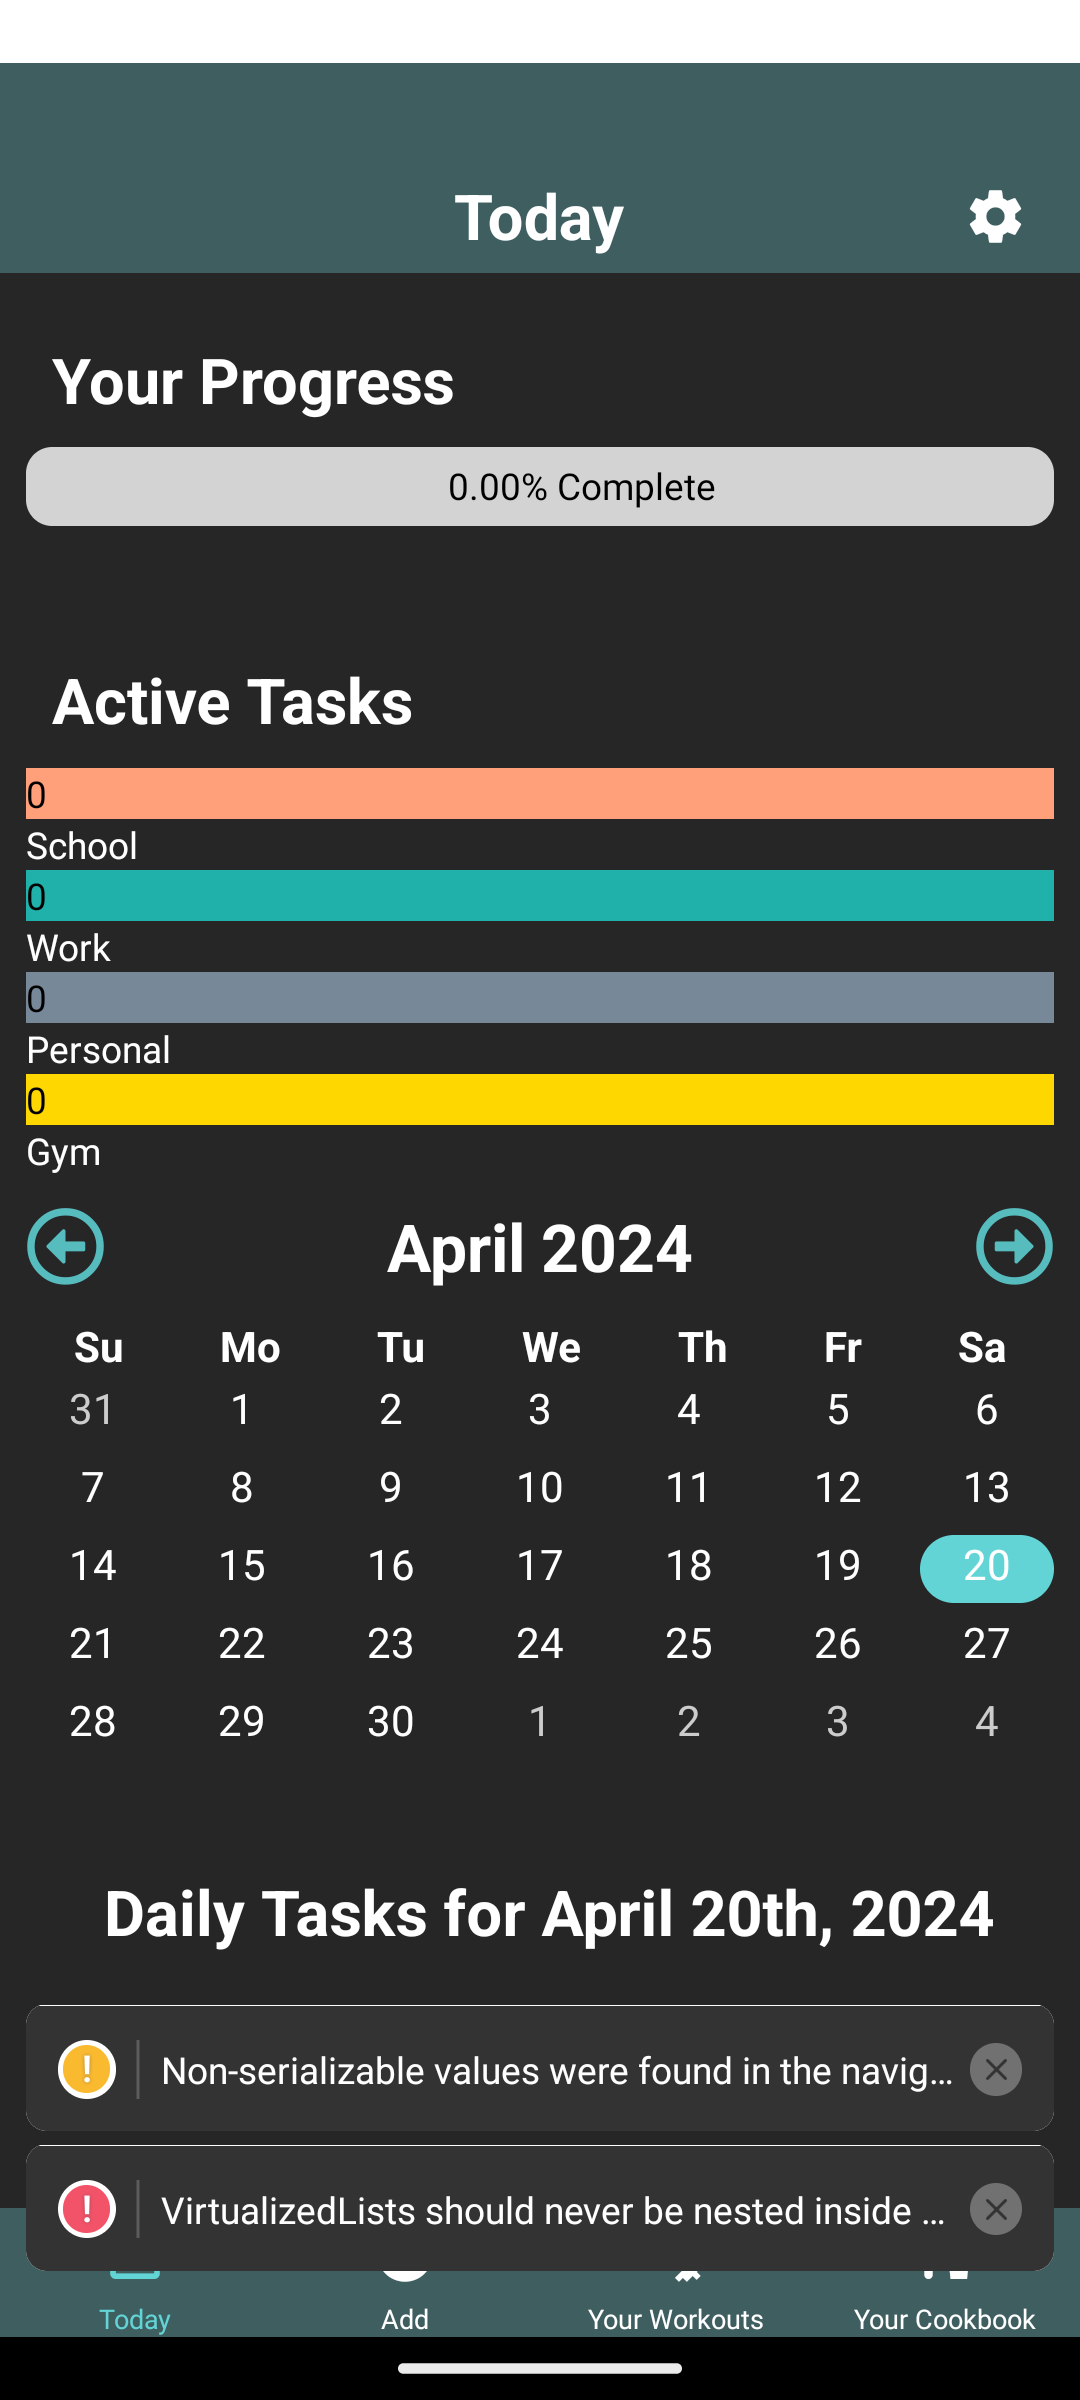 Today
Your Progress
0.00% Complete
Active Tasks
0
School
0
Work
0
Personal
0
Gym
April 2024
Su Mo Tu We Th Fr Sa
31 1 2 3 4 5 6
7 8 9 10 11 12 13
14 15 16 17 18 19 20
21 22 23 24 25 26 27
28 29 30 1 2 3 4
Daily Tasks for April 20th, 2024
! Non-serializable values were found in the navig...
! VirtualizedLists should never be nested inside ...
Today Add Your Workouts Your Cookbook